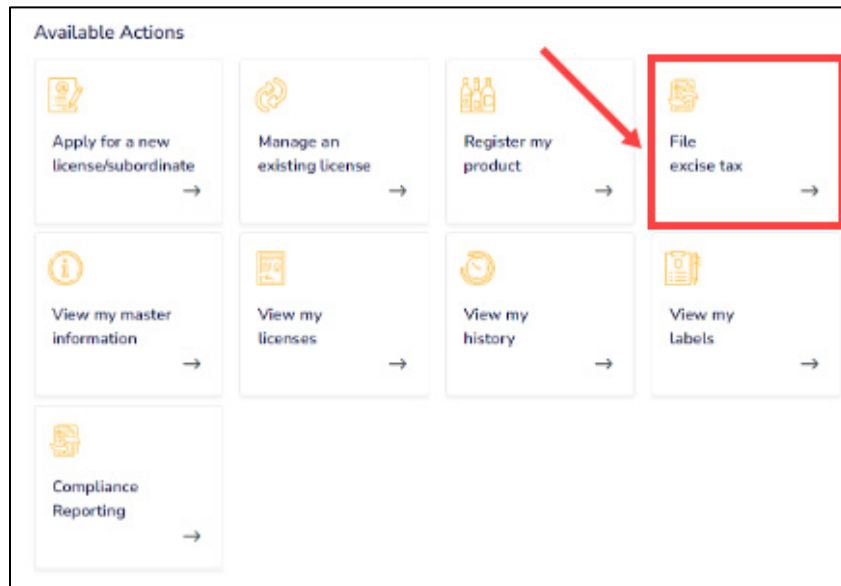 Available Actions
Apply for a new
license/subordinate
Manage an
existing license
Register my
product
File
excise tax
View my master
information
View my
licenses
View my
history
View my
labels
Compliance
Reporting